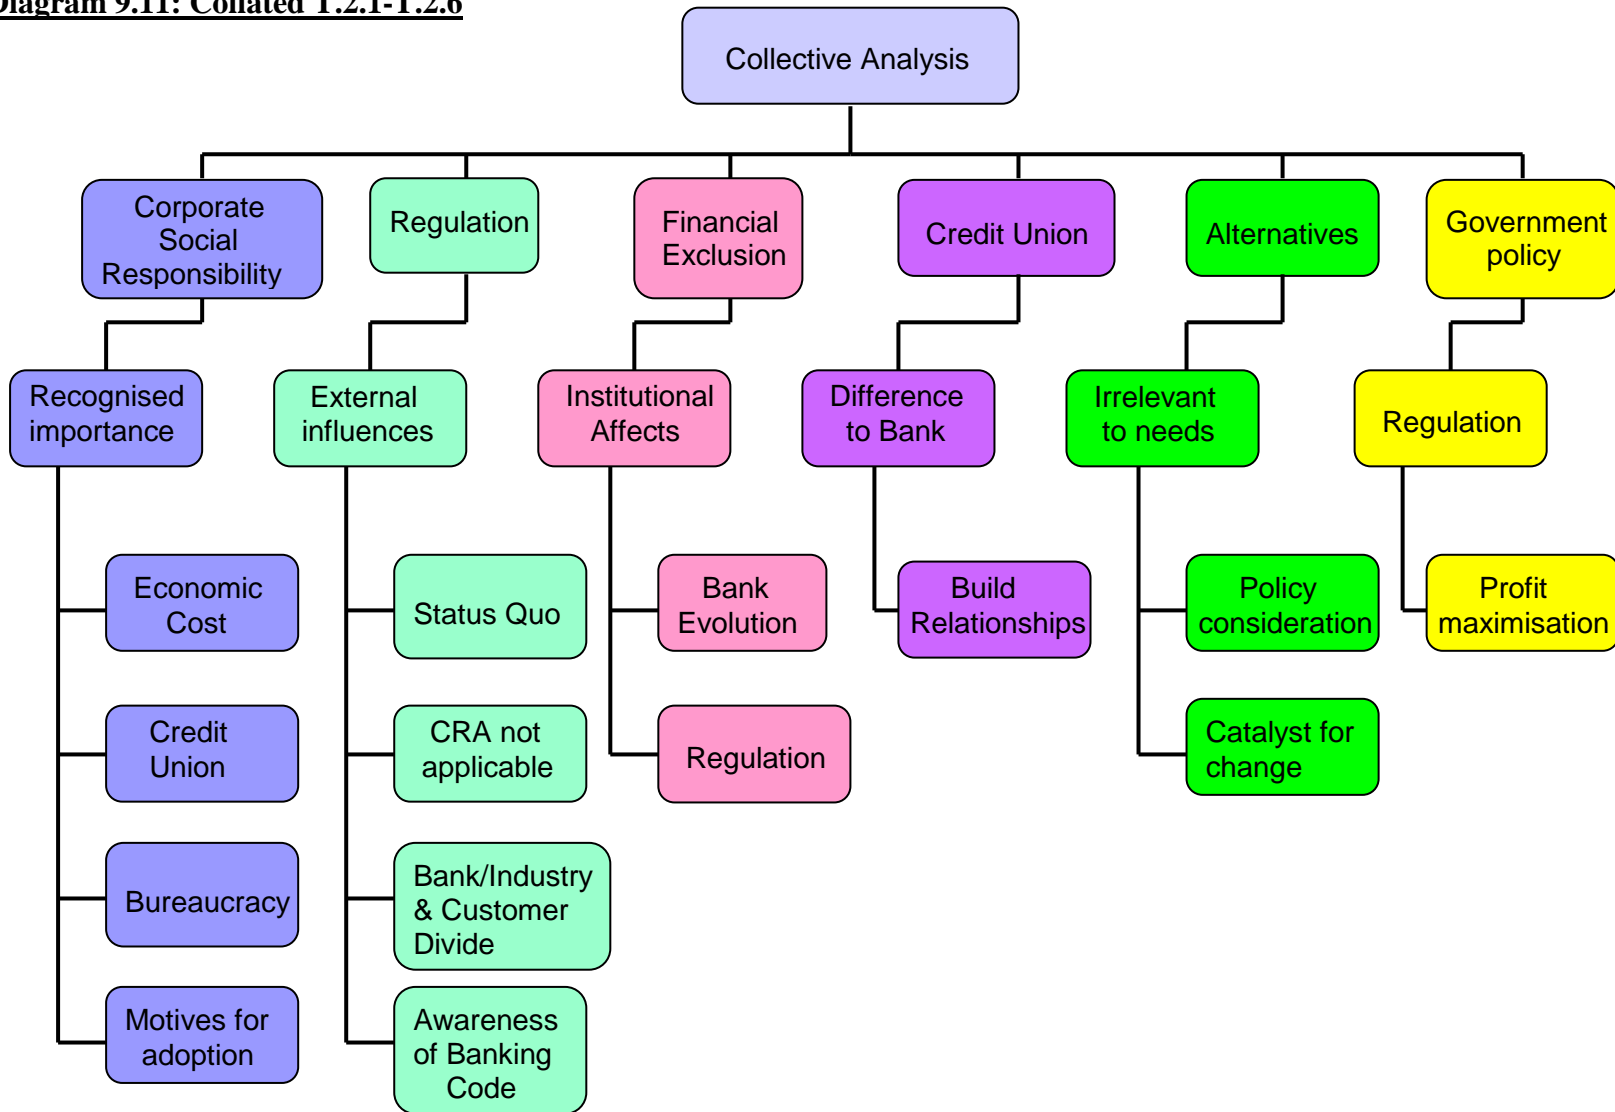 Diagram 9.11: Collated T.2.1-T.2.6
Collective Analysis
Corporate
Social
Responsibility
Regulation
Financial
Exclusion
Credit Union
Alternatives
Government
policy
Recognised
importance
External
influences
Institutional
Affects
Difference
to Bank
Irrelevant
to needs
Regulation
Economic
Cost
Status Quo
Bank
Evolution
Build
Relationships
Policy
consideration
Profit
maximisation
Credit
Union
CRA not
applicable
Regulation
Catalyst for
change
Bureaucracy
Bank/Industry
& Customer
Divide
Motives for
adoption
Awareness
of Banking
Code